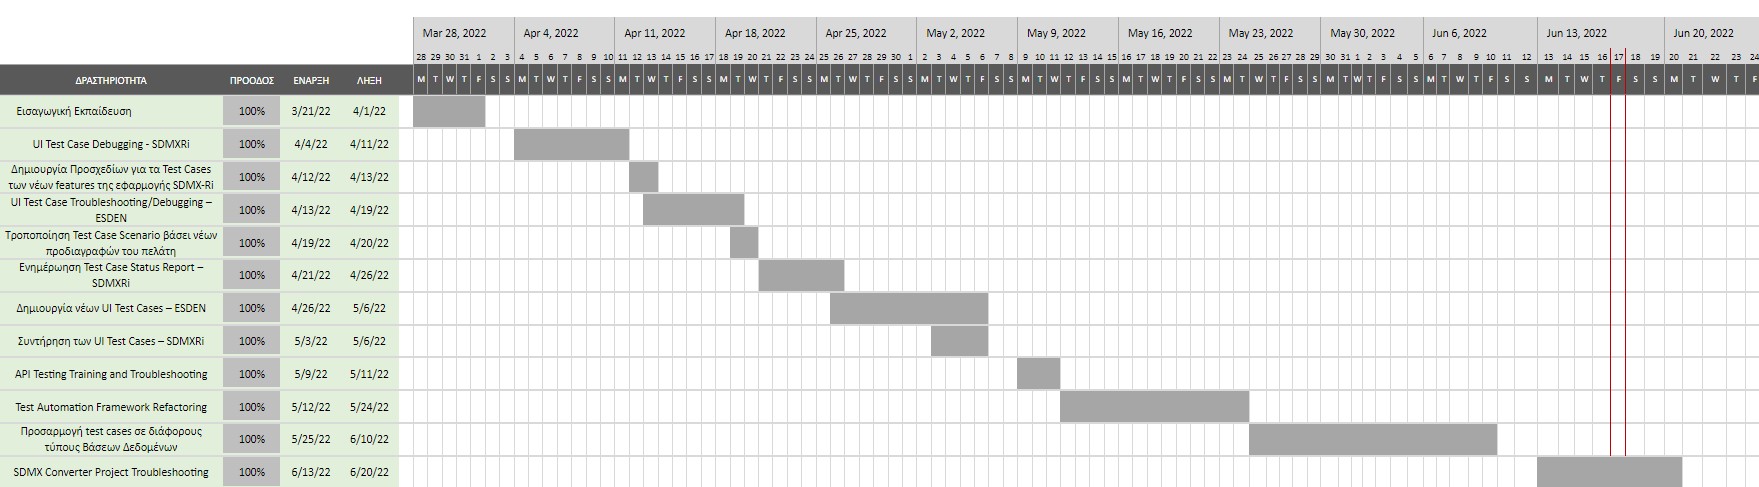 Mar 28, 2022 Apr 4, 2022 Apr 11, 2022 Apr 18, 2022 Apr 25, 2022 May 2, 2022 May 9, 2022 May 16, 2022 May 23, 2022 May 30, 2022 Jun 6, 2022 Jun 13, 2022 Jun 20, 2022
28 29 30 31 1 2 3 4 5 6 7 8 9 10 11 12 13 14 15 16 17 18 19 20 21 22 23 24 25 26 27 28 29 30 1 2 3 4 5 6 7 8 9 10 11 12 13 14 15 16 17 18 19 20 21 22 23 24 25 26 27 28 29 30 31 1 2 3 4 5 6 7 8 9 10 11 12 13 14 15 16 17 18 19 20 21 22 23 24
ΔΡΑΣΤΗΡΙΟΤΗΤΑ ΠΡΟΟΔΟΣ ΕΝΑΡΞΗ ΛΗΞΗ M T W T F S S M T W T F S S M T W T F S S M T W T F S S M T W T F S S M T W T F S S M T W T F S S M T W T F S S M T W T F S S M T W T F S S M T W T F S S M T W T F S S M T W T F
Εισαγωγική Εκπαίδευση 100% 3/21/22 4/1/22
UI Test Case Debugging - SDMXRi 100% 4/4/22 4/11/22
Δημιουργία Προσχεδίων για τα Test Cases
των νέων features της εφαρμογής SDMX-Ri 100% 4/12/22 4/13/22
UI Test Case Troubleshooting/Debugging –
ESDEN 100% 4/13/22 4/19/22
Τροποποίηση Test Case Scenario βάσει νέων
προδιαγραφών του πελάτη 100% 4/19/22 4/20/22
Ενημέρωση Test Case Status Report –
SDMXRi 100% 4/21/22 4/26/22
Δημιουργία νέων UI Test Cases – ESDEN 100% 4/26/22 5/6/22
Συντήρηση των UI Test Cases – SDMXRi 100% 5/3/22 5/6/22
API Testing Training and Troubleshooting 100% 5/9/22 5/11/22
Test Automation Framework Refactoring 100% 5/12/22 5/24/22
Προσαρμογή test cases σε διάφορους
τύπους Βάσεων Δεδομένων 100% 5/25/22 6/10/22
SDMX Converter Project Troubleshooting 100% 6/13/22 6/20/22